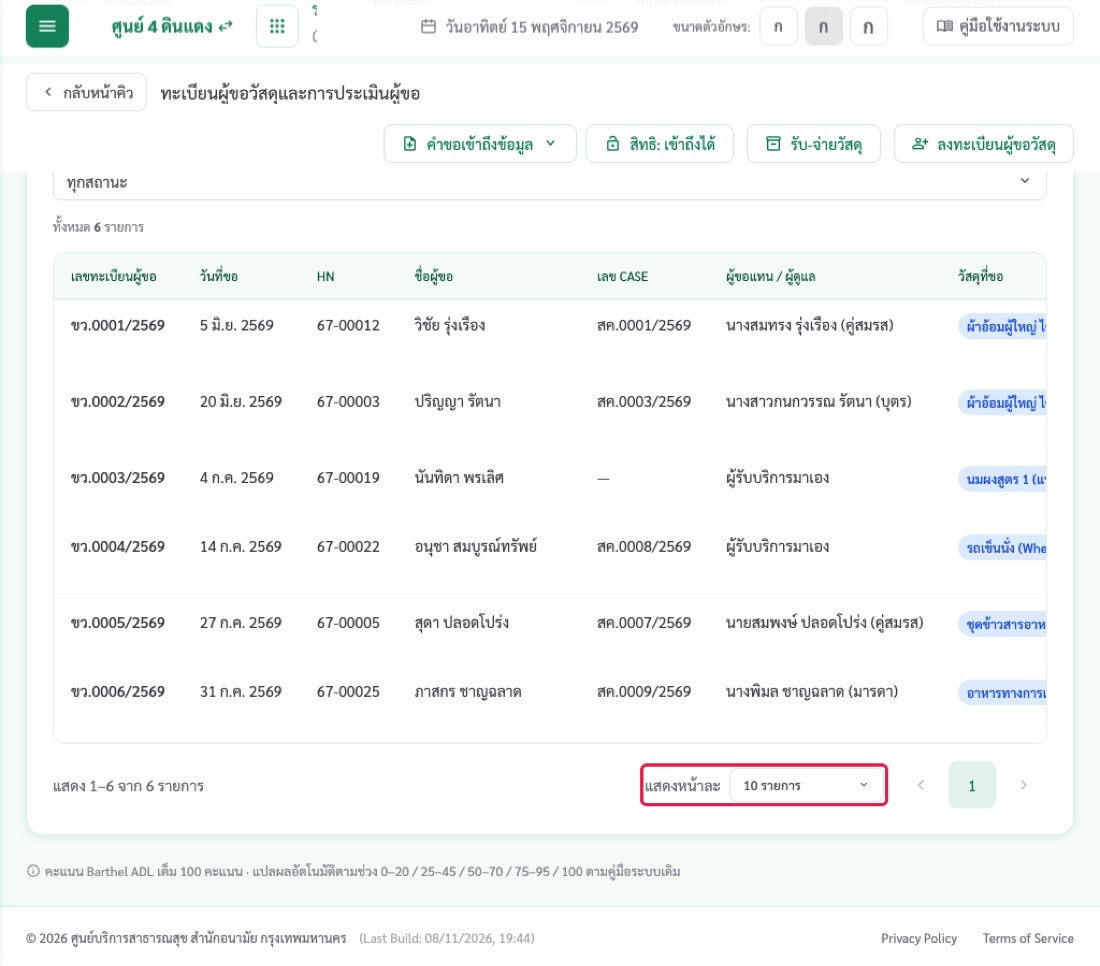 ศูนย์ 4 ดินแดง
วันอาทิตย์ 15 พฤศจิกายน 2569
ขนาดตัวอักษร: ก ก ก
คู่มือใช้งานระบบ
กลับหน้าคิว
ทะเบียนผู้ขอวัสดุและการประเมินผู้ขอ
คำขอเข้าถึงข้อมูล
สิทธิ: เข้าถึงได้
รับ-จ่ายวัสดุ
ลงทะเบียนผู้ขอวัสดุ
ทุกสถานะ
ทั้งหมด 6 รายการ
เลขทะเบียนผู้ขอ วันที่ขอ HN ชื่อผู้ขอ เลข CASE ผู้ขอแทน / ผู้ดูแล วัสดุที่ขอ
ขว.0001/2569 5 มิ.ย. 2569 67-00012 วิชัย รุ่งเรือง สค.0001/2569 นางสมทรง รุ่งเรือง (คู่สมรส) ผ้าอ้อมผู้ใหญ่
ขว.0002/2569 20 มิ.ย. 2569 67-00003 ปริญญา รัตนา สค.0003/2569 นางสาวกนกวรรณ รัตนา (บุตร) ผ้าอ้อมผู้ใหญ่
ขว.0003/2569 4 ก.ค. 2569 67-00019 นันทิดา พรเลิศ — ผู้รับบริการมาเอง นมผงสูตร 1
ขว.0004/2569 14 ก.ค. 2569 67-00022 อนุชา สมบูรณ์ทรัพย์ สค.0008/2569 ผู้รับบริการมาเอง รถเข็นนั่ง (Whe
ขว.0005/2569 27 ก.ค. 2569 67-00005 สุดา ปลอดโปร่ง สค.0007/2569 นายสมพงษ์ ปลอดโปร่ง (คู่สมรส) ชุดข้าวสารอาห
ขว.0006/2569 31 ก.ค. 2569 67-00025 ภาสกร ชาญฉลาด สค.0009/2569 นางพิมล ชาญฉลาด (มารดา) อาหารทางการ
แสดง 1–6 จาก 6 รายการ
แสดงหน้าละ 10 รายการ
1
คะแนน Barthel ADL เต็ม 100 คะแนน · แปลผลอัตโนมัติตามช่วง 0–20 / 25–45 / 50–70 / 75–95 / 100 ตามคู่มือระบบเดิม
© 2026 ศูนย์บริการสาธารณสุข สำนักอนามัย กรุงเทพมหานคร (Last Build: 08/11/2026, 19:44)
Privacy Policy Terms of Service